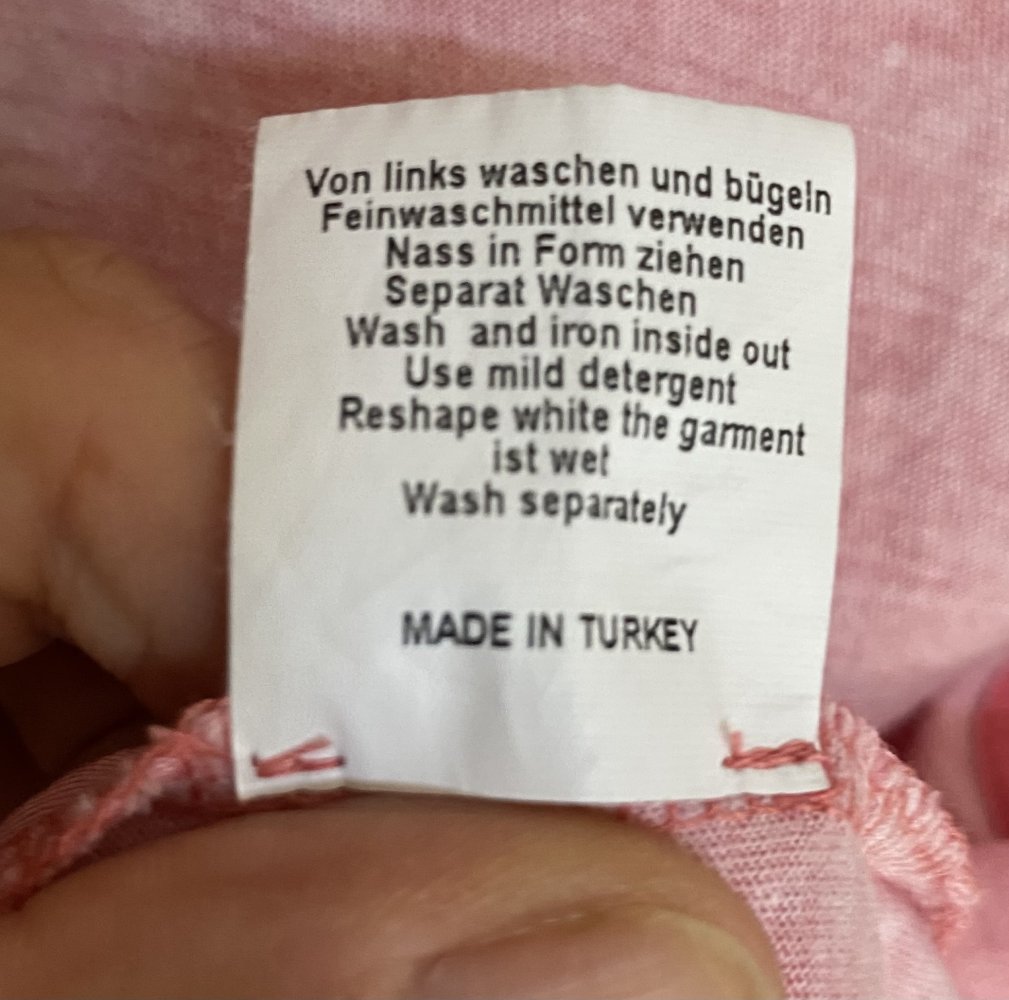 Von links waschen und bügeln
Feinwaschmittel verwenden
Nass in Form ziehen
Separat Waschen
Wash and iron inside out
Use mild detergent
Reshape white the garment
ist wet
Wash separately
MADE IN TURKEY